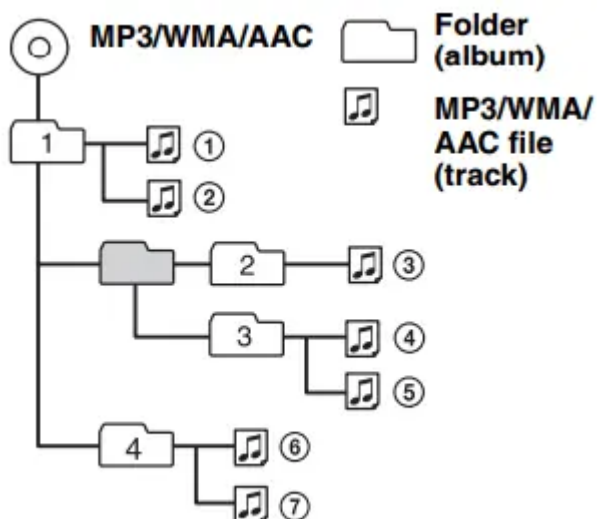 MP3/WMA/AAC
Folder
(album)
MP3/WMA/
AAC file
(track)
1
①
②
2
③
3
④
⑤
4
⑥
⑦